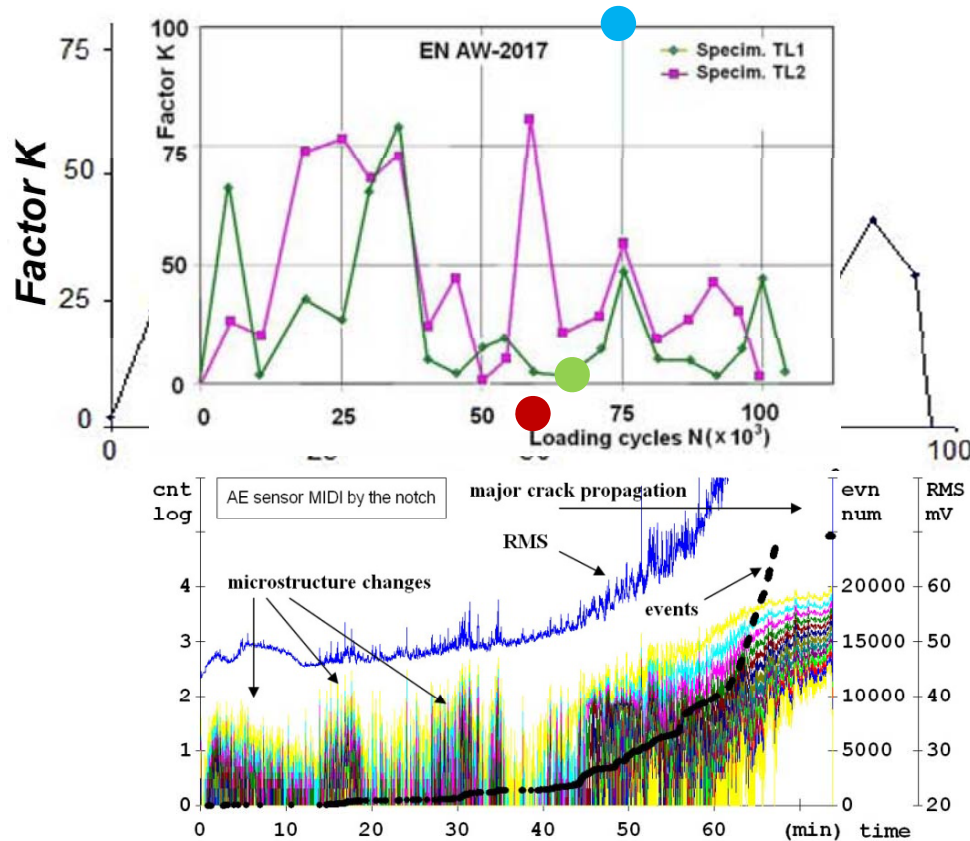 100
EN AW-2017
Specim. TL1
Specim. TL2
Factor K
75
50
0
0 25 50 75 100
Loading cycles N(×10³)
75
50
25
0
Factor K
0 100
cnt
log
AE sensor MIDI by the notch
major crack propagation
evn
num
RMS
mV
RMS
microstructure changes
events
4
3
2
1
0
20000
15000
10000
5000
0
60
50
40
30
20
0 10 20 30 40 50 60 (min) time